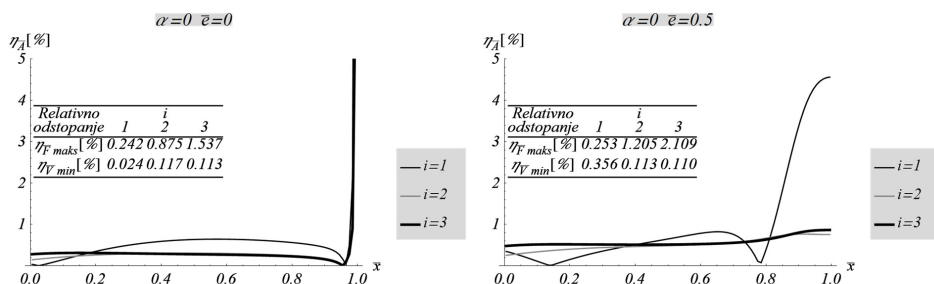 α=0 e̅=0
η_A̅[%]
5
4
3
2
1
Relativno i
odstopanje 1 2 3
η_F̅ maks[%] 0.242 0.875 1.537
η_V̅ min[%] 0.024 0.117 0.113
i=1
i=2
i=3
0.0 0.2 0.4 0.6 0.8 1.0 x̅
α=0 e̅=0.5
η_A̅[%]
5
4
3
2
1
Relativno i
odstopanje 1 2 3
η_F̅ maks[%] 0.253 1.205 2.109
η_V̅ min[%] 0.356 0.113 0.110
i=1
i=2
i=3
0.0 0.2 0.4 0.6 0.8 1.0 x̅